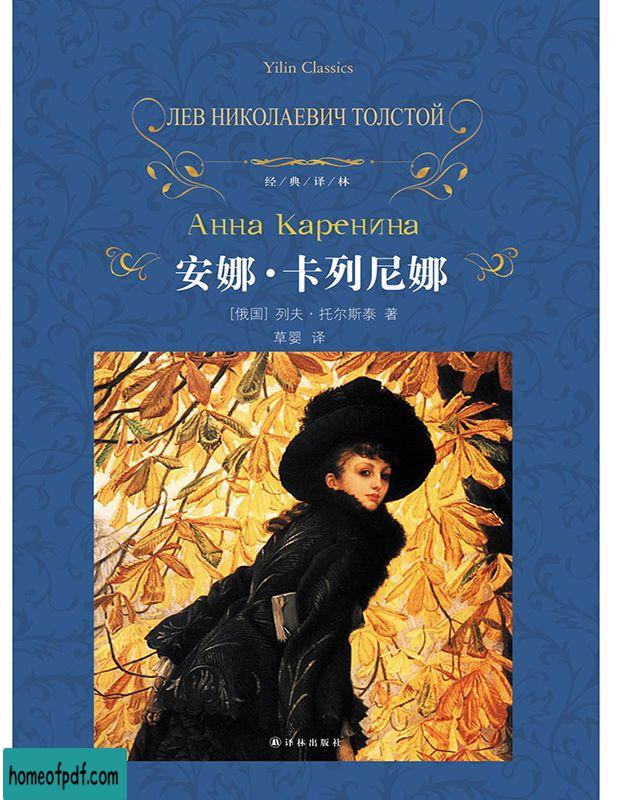 Yilin Classics
ЛЕВ НИКОЛАЕВИЧ ТОЛСТОЙ
经/典/译/林
Анна Каренина
安娜·卡列尼娜
[俄国] 列夫·托尔斯泰 著
草婴 译
译林出版社
homeofpdf.com